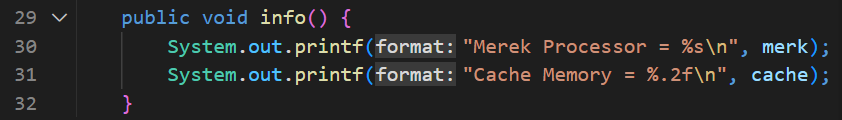 29 public void info() {
30 System.out.printf(format:"Merek Processor = %s\n", merk);
31 System.out.printf(format:"Cache Memory = %.2f\n", cache);
32 }